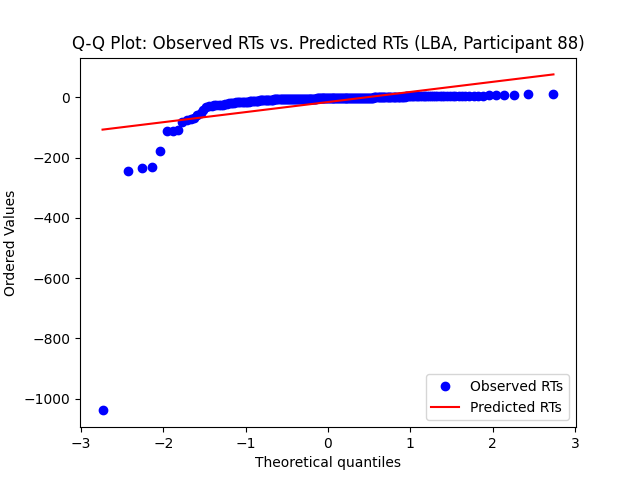 Q-Q Plot: Observed RTs vs. Predicted RTs (LBA, Participant 88)
0
−200
−400
−600
−800
−1000
Ordered Values
−3
−2
−1
0
1
2
3
Theoretical quantiles
Observed RTs
Predicted RTs